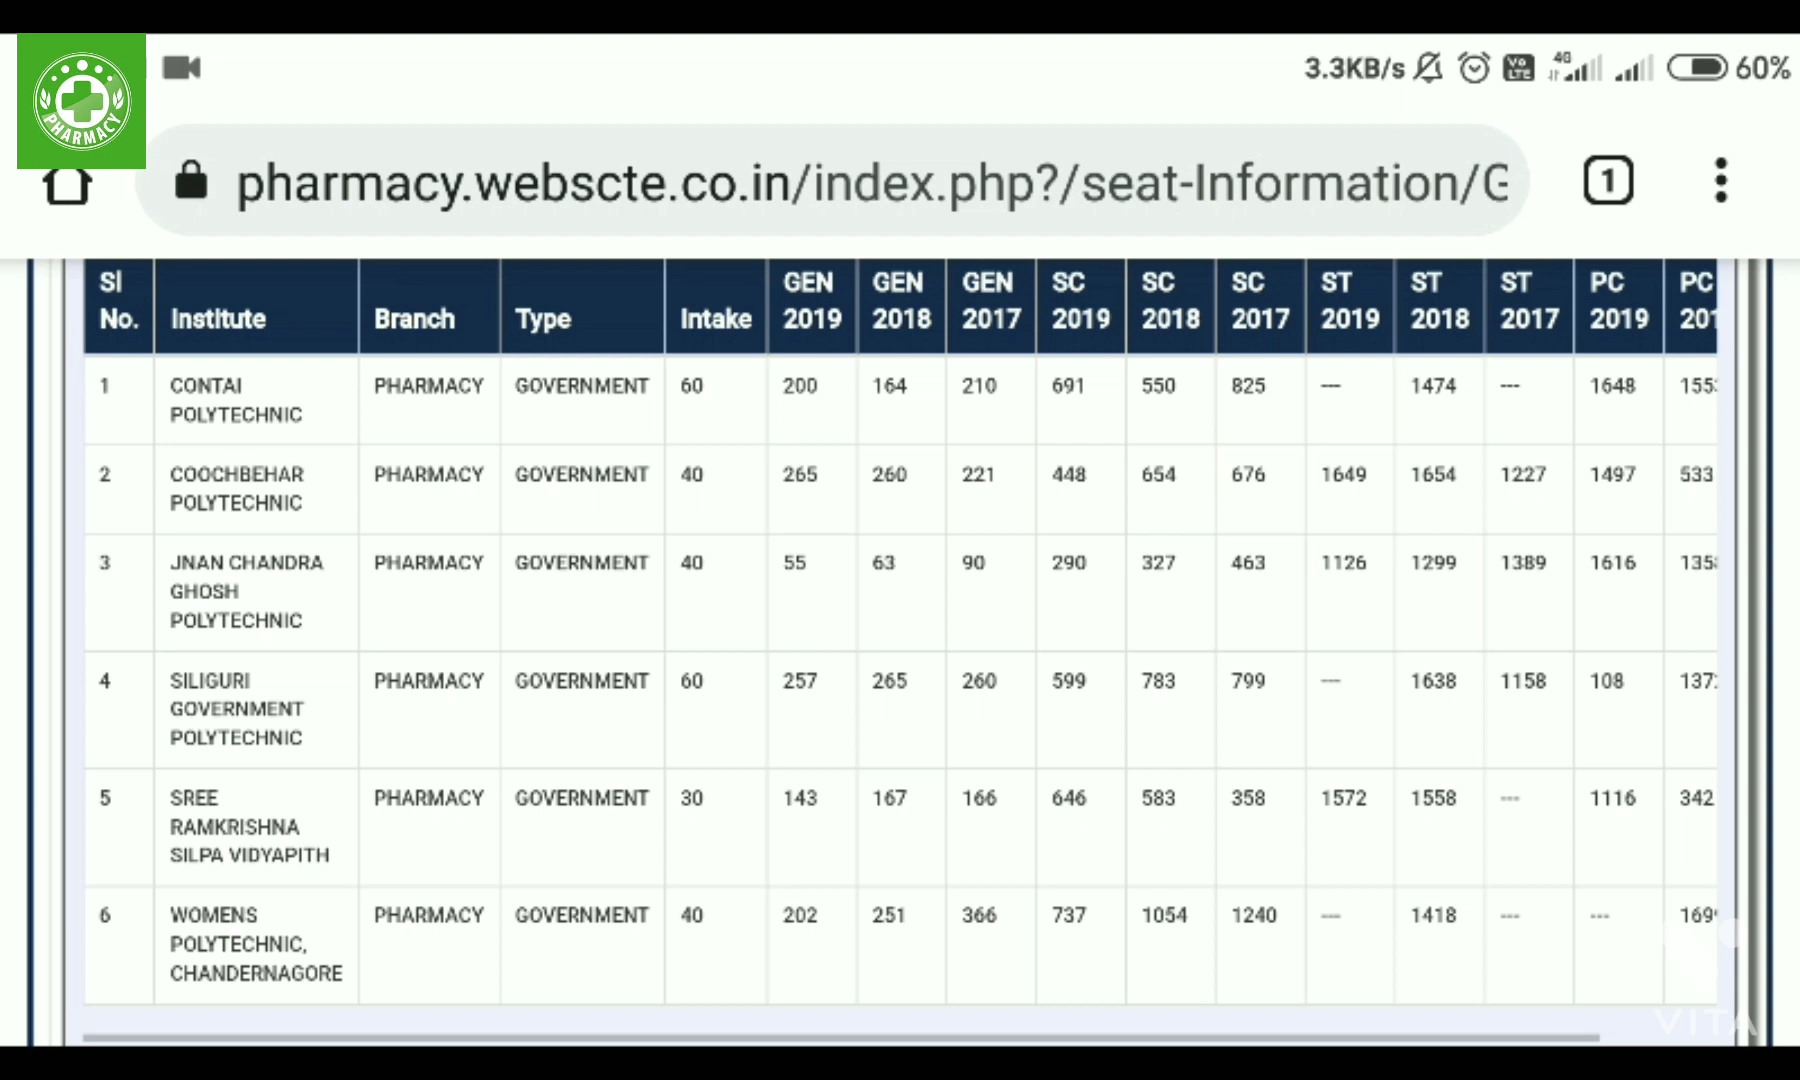 PHARMACY
3.3KB/s Vo LTE 4G 60%
pharmacy.webscte.co.in/index.php?/seat-Information/G
1
Sl No. Institute Branch Type Intake GEN 2019 GEN 2018 GEN 2017 SC 2019 SC 2018 SC 2017 ST 2019 ST 2018 ST 2017 PC 2019 PC
1 CONTAI PHARMACY GOVERNMENT 60 200 164 210 691 550 825 --- 1474 --- 1648
POLYTECHNIC
2 COOCHBEHAR PHARMACY GOVERNMENT 40 265 260 221 448 654 676 1649 1654 1227 1497 533
POLYTECHNIC
3 JNAN CHANDRA PHARMACY GOVERNMENT 40 55 63 90 290 327 463 1126 1299 1389 1616
GHOSH
POLYTECHNIC
4 SILIGURI PHARMACY GOVERNMENT 60 257 265 260 599 783 799 --- 1638 1158 108
GOVERNMENT
POLYTECHNIC
5 SREE PHARMACY GOVERNMENT 30 143 167 166 646 583 358 1572 1558 --- 1116 342
RAMKRISHNA
SILPA VIDYAPITH
6 WOMENS PHARMACY GOVERNMENT 40 202 251 366 737 1054 1240 --- 1418 --- ---
POLYTECHNIC,
CHANDERNAGORE
VITA